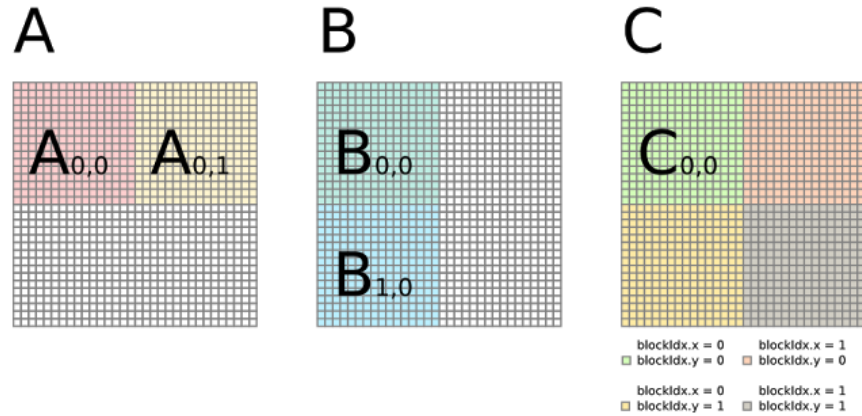 A B C
A0,0 A0,1 B0,0 C0,0
B1,0
blockIdx.x = 0 blockIdx.x = 1
blockIdx.y = 0 blockIdx.y = 0
blockIdx.x = 0 blockIdx.x = 1
blockIdx.y = 1 blockIdx.y = 1